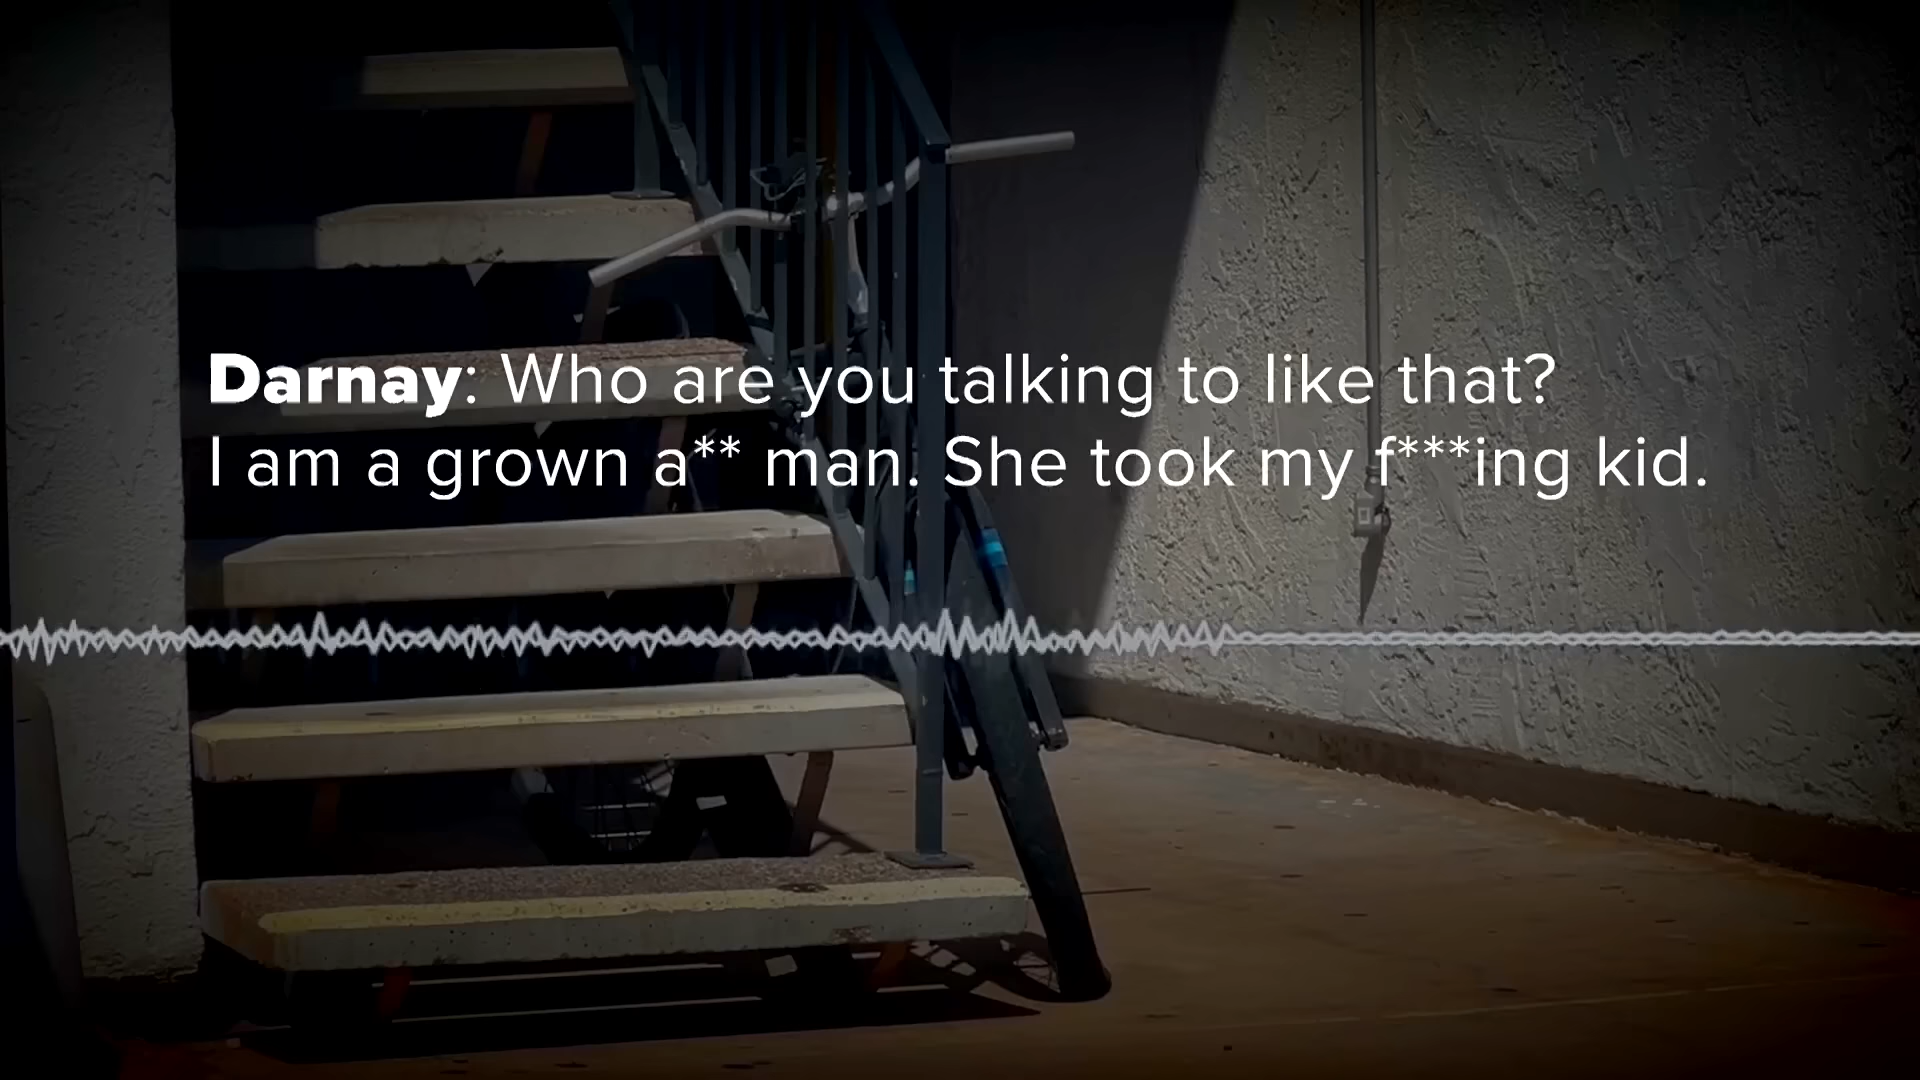 Darnay: Who are you talking to like that?
I am a grown a** man. She took my f***ing kid.